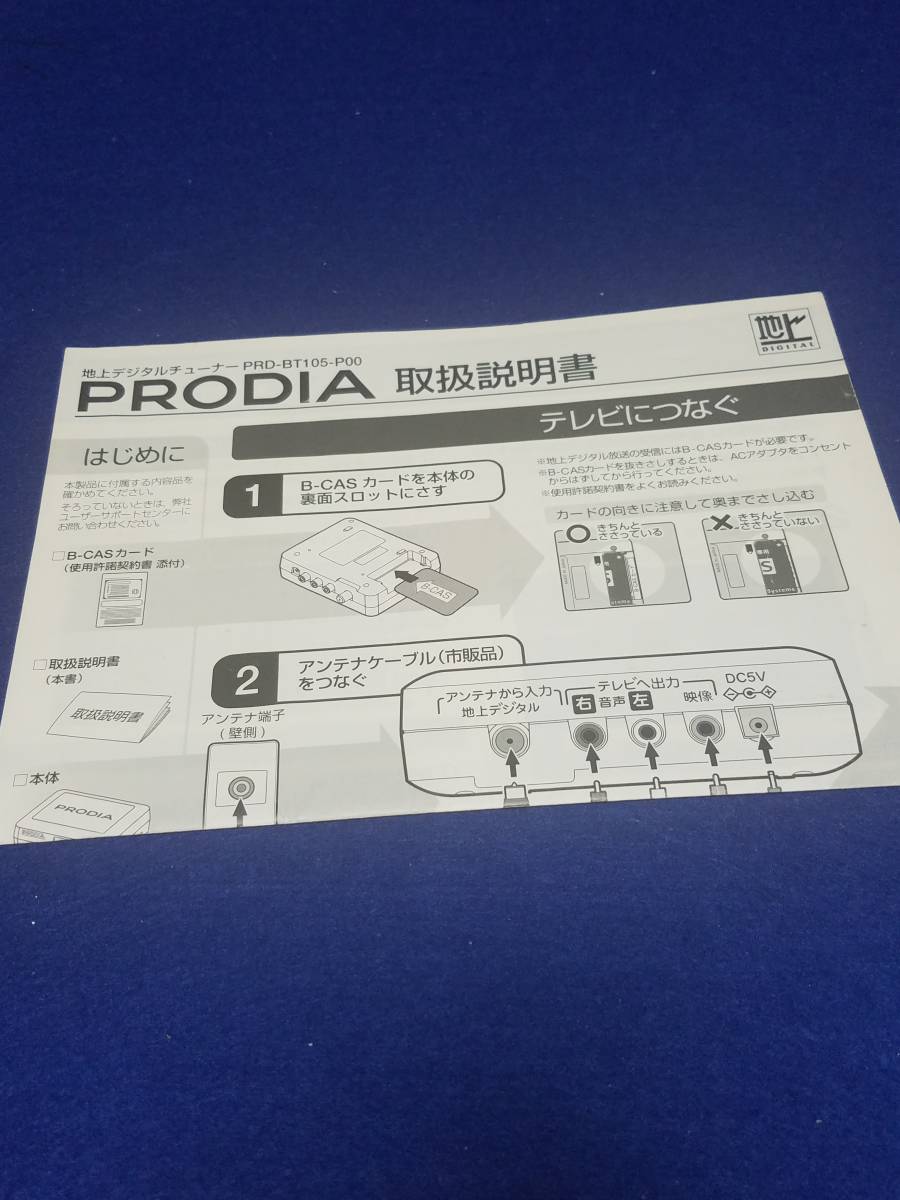 地上デジタルチューナー PRD-BT105-P00
PRODIA 取扱説明書
地上
DIGITAL
テレビにつなぐ
はじめに
本製品に付属する内容品を
確かめてください。
そろっていないときは、弊社
ユーザーサポートセンターに
お問い合わせください。
□B-CASカード
(使用許諾契約書 添付)
□取扱説明書
(本書)
取扱説明書
□本体
PRODIA
1
B-CAS カードを本体の
裏面スロットにさす
B-CAS
※地上デジタル放送の受信にはB-CASカードが必要です。
※B-CASカードを抜きさしするときは、ACアダプタをコンセント
からはずしてから行ってください。
※使用許諾契約書をよくお読みください。
カードの向きに注意して奥までさし込む
きちんと
ささっている
S
Systems
きちんと
ささっていない
専用
S
Systems
2
アンテナケーブル(市販品)
をつなぐ
アンテナ端子
(壁側)
アンテナから入力
地上デジタル
テレビへ出力
右 音声 左
映像
DC5V